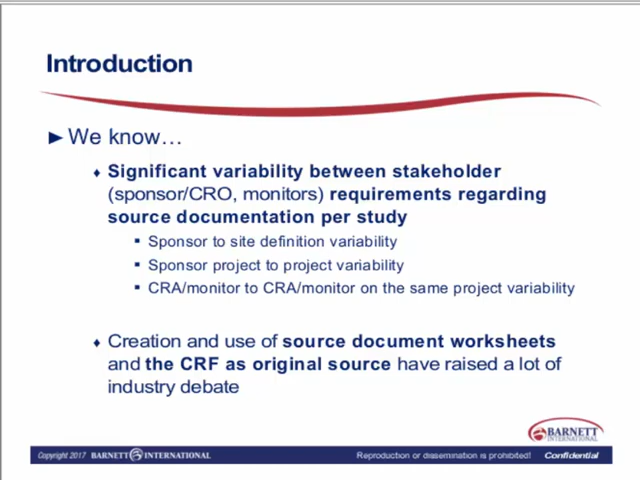 Introduction
►We know…
♦ Significant variability between stakeholder
(sponsor/CRO, monitors) requirements regarding
source documentation per study
▪ Sponsor to site definition variability
▪ Sponsor project to project variability
▪ CRA/monitor to CRA/monitor on the same project variability
♦ Creation and use of source document worksheets
and the CRF as original source have raised a lot of
industry debate
BARNETT
INTERNATIONAL
Copyright 2017 BARNETT INTERNATIONAL Reproduction or dissemination is prohibited! Confidential